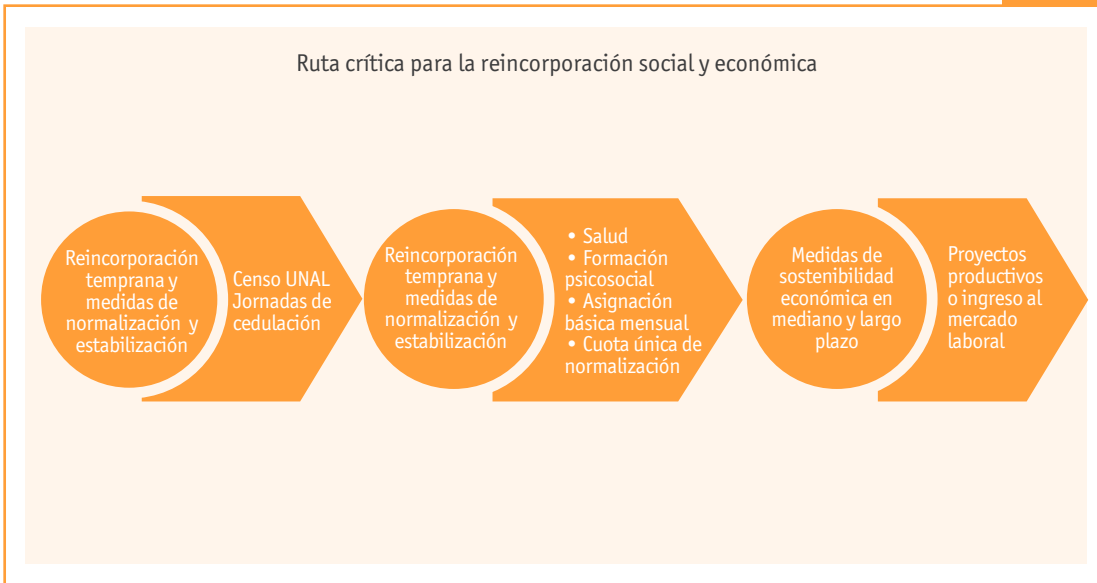 Ruta crítica para la reincorporación social y económica
Reincorporación
temprana y
medidas de
normalización y
estabilización
Censo UNAL
Jornadas de
cedulación
Reincorporación
temprana y
medidas de
normalización y
estabilización
• Salud
• Formación
psicosocial
• Asignación
básica mensual
• Cuota única de
normalización
Medidas de
sostenibilidad
económica en
mediano y largo
plazo
Proyectos
productivos
o ingreso al
mercado
laboral